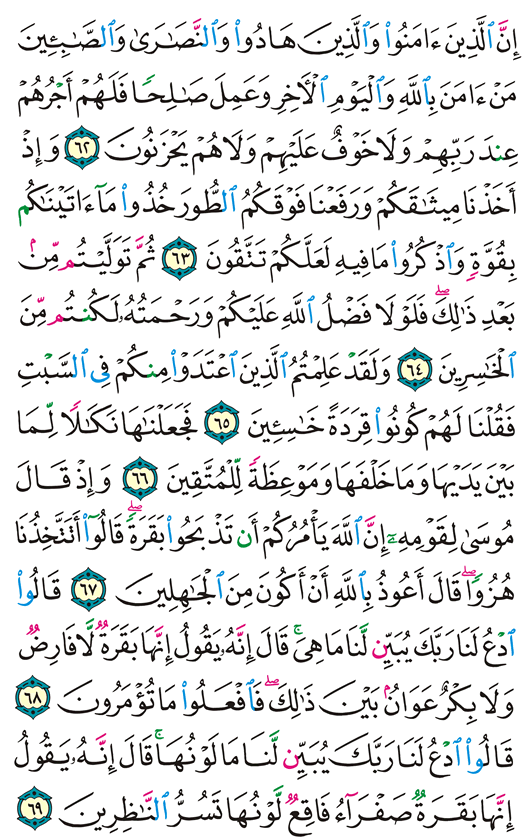 إِنَّ ٱلَّذِينَ ءَامَنُوا۟ وَٱلَّذِينَ هَادُوا۟ وَٱلنَّصَـٰرَىٰ وَٱلصَّـٰبِـِٔينَ
مَنْ ءَامَنَ بِٱللَّهِ وَٱلْيَوْمِ ٱلْـَٔاخِرِ وَعَمِلَ صَـٰلِحًا فَلَهُمْ أَجْرُهُمْ
عِندَ رَبِّهِمْ وَلَا خَوْفٌ عَلَيْهِمْ وَلَا هُمْ يَحْزَنُونَ ٦٢ وَإِذْ
أَخَذْنَا مِيثَـٰقَكُمْ وَرَفَعْنَا فَوْقَكُمُ ٱلطُّورَ خُذُوا۟ مَآ ءَاتَيْنَـٰكُم
بِقُوَّةٍ وَٱذْكُرُوا۟ مَا فِيهِ لَعَلَّكُمْ تَتَّقُونَ ٦٣ ثُمَّ تَوَلَّيْتُم مِّنۢ
بَعْدِ ذَٰلِكَ ۖ فَلَوْلَا فَضْلُ ٱللَّهِ عَلَيْكُمْ وَرَحْمَتُهُۥ لَكُنتُم مِّنَ
ٱلْخَـٰسِرِينَ ٦٤ وَلَقَدْ عَلِمْتُمُ ٱلَّذِينَ ٱعْتَدَوْا۟ مِنكُمْ فِى ٱلسَّبْتِ
فَقُلْنَا لَهُمْ كُونُوا۟ قِرَدَةً خَـٰسِـِٔينَ ٦٥ فَجَعَلْنَـٰهَا نَكَـٰلًا لِّمَا
بَيْنَ يَدَيْهَا وَمَا خَلْفَهَا وَمَوْعِظَةً لِّلْمُتَّقِينَ ٦٦ وَإِذْ قَالَ
مُوسَىٰ لِقَوْمِهِۦٓ إِنَّ ٱللَّهَ يَأْمُرُكُمْ أَن تَذْبَحُوا۟ بَقَرَةً ۖ قَالُوٓا۟ أَتَتَّخِذُنَا
هُزُوًا ۖ قَالَ أَعُوذُ بِٱللَّهِ أَنْ أَكُونَ مِنَ ٱلْجَـٰهِلِينَ ٦٧ قَالُوا۟
ٱدْعُ لَنَا رَبَّكَ يُبَيِّن لَّنَا مَا هِىَ ۚ قَالَ إِنَّهُۥ يَقُولُ إِنَّهَا بَقَرَةٌ لَّا فَارِضٌ
وَلَا بِكْرٌ عَوَانٌۢ بَيْنَ ذَٰلِكَ ۖ فَٱفْعَلُوا۟ مَا تُؤْمَرُونَ ٦٨
قَالُوا۟ ٱدْعُ لَنَا رَبَّكَ يُبَيِّن لَّنَا مَا لَوْنُهَا ۚ قَالَ إِنَّهُۥ يَقُولُ
إِنَّهَا بَقَرَةٌ صَفْرَآءُ فَاقِعٌ لَّوْنُهَا تَسُرُّ ٱلنَّـٰظِرِينَ ٦٩